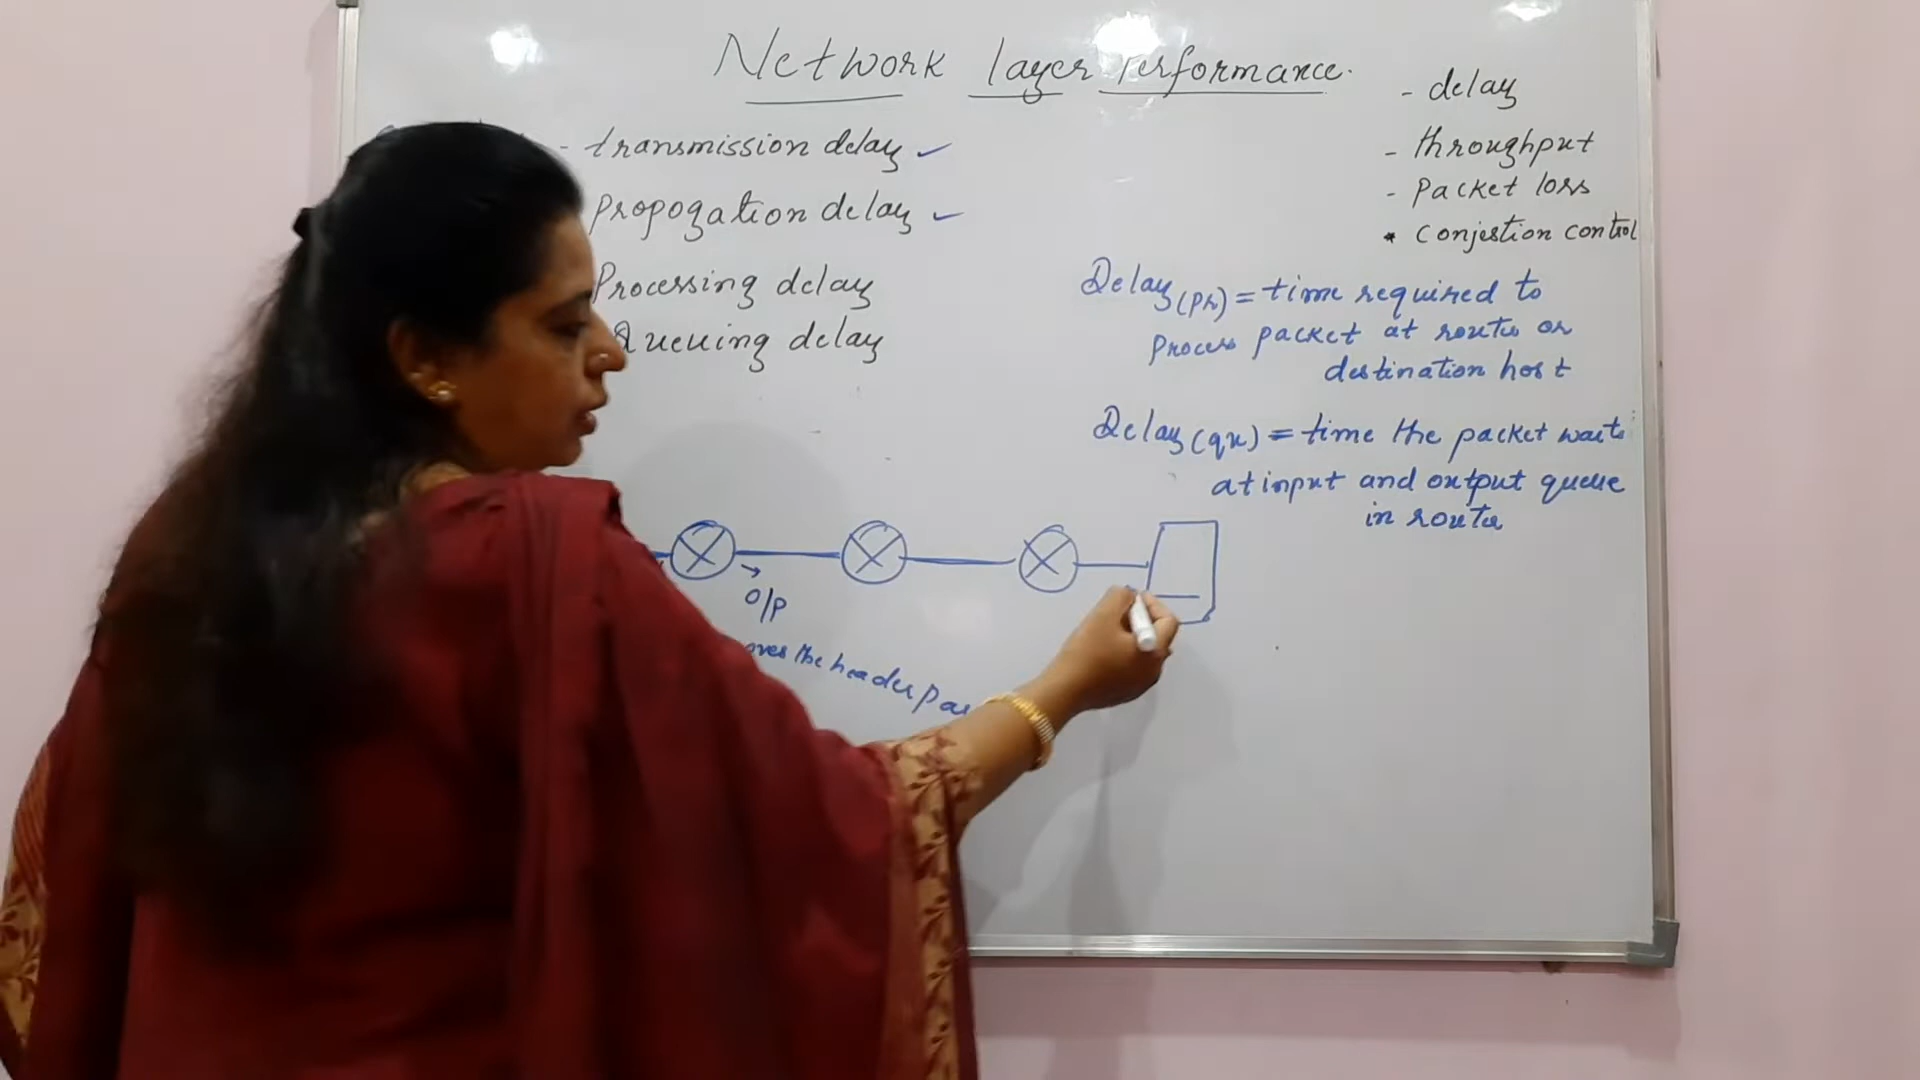 Network layer Performance.
- delay
- throughput
- Packet loss
* conjestion control
- transmission delay ✓
Propogation delay ✓
Processing delay
Queuing delay
Delay(Pr) = time required to
Process packet at router or
destination host
Delay(qu) = time the packet waits
at input and output queue
in router
O/P
the header